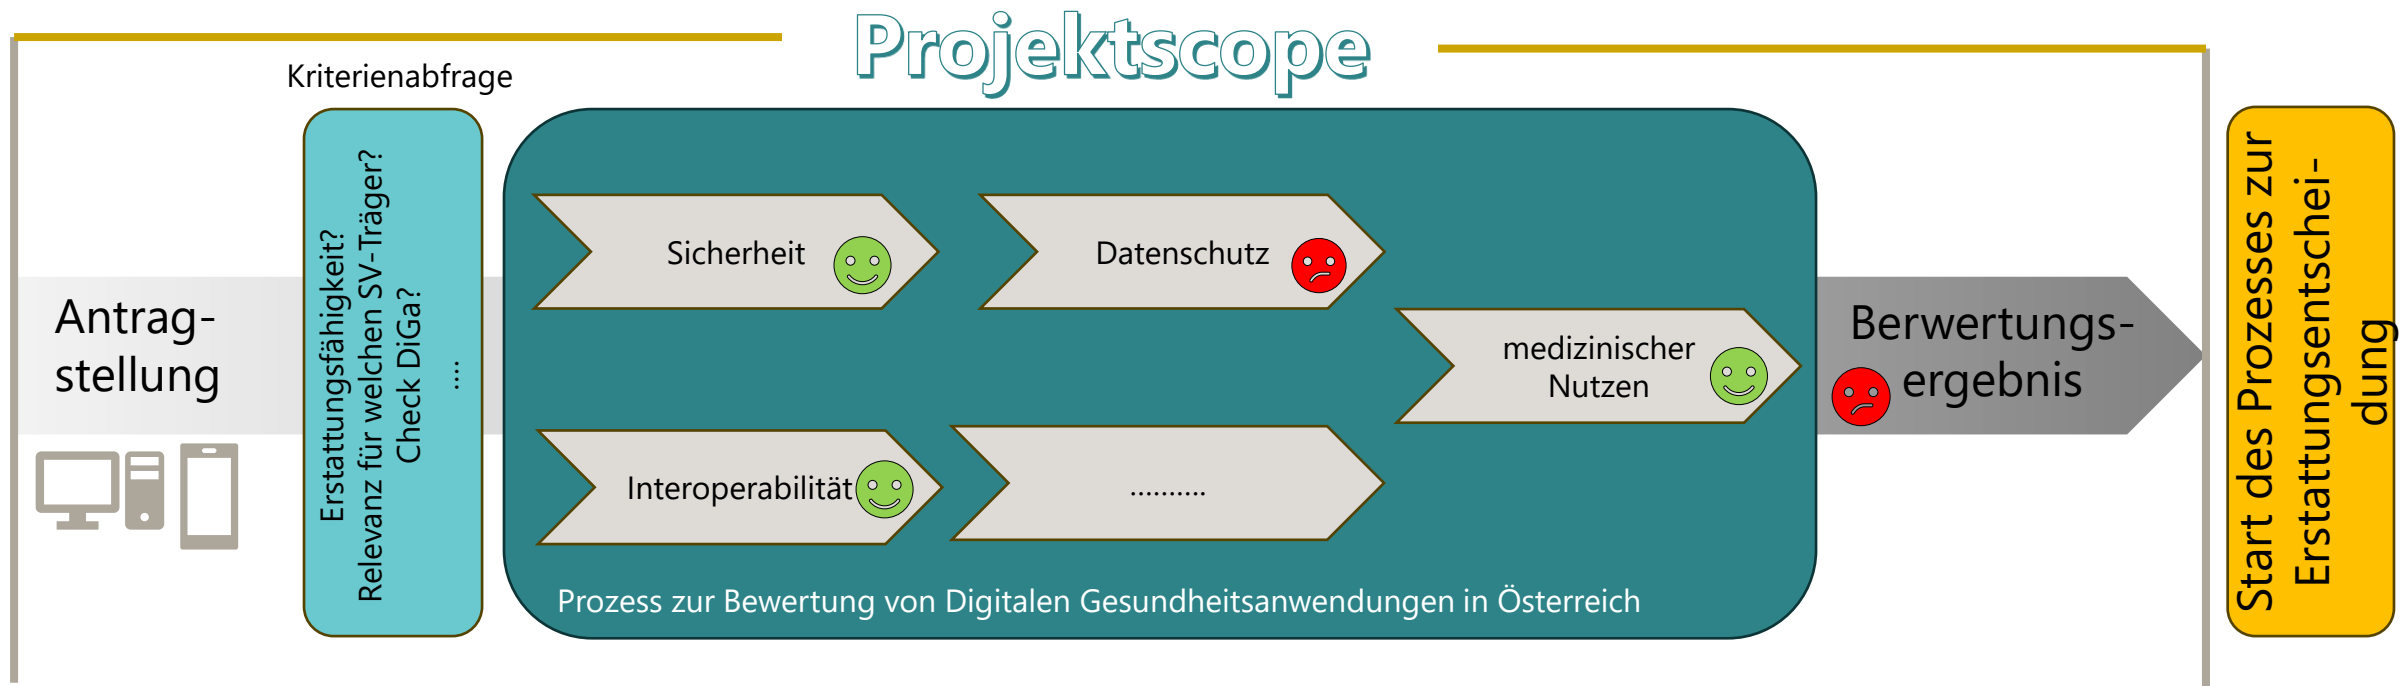 Projektscope
Kriterienabfrage
Antrag-
stellung
Erstattungsfähigkeit?
Relevanz für welchen SV-Träger?
Check DiGa?
....
Sicherheit
Datenschutz
medizinischer
Nutzen
Interoperabilität
..........
Prozess zur Bewertung von Digitalen Gesundheitsanwendungen in Österreich
Berwertungs-
ergebnis
Start des Prozesses zur
Erstattungsentschei-
dung